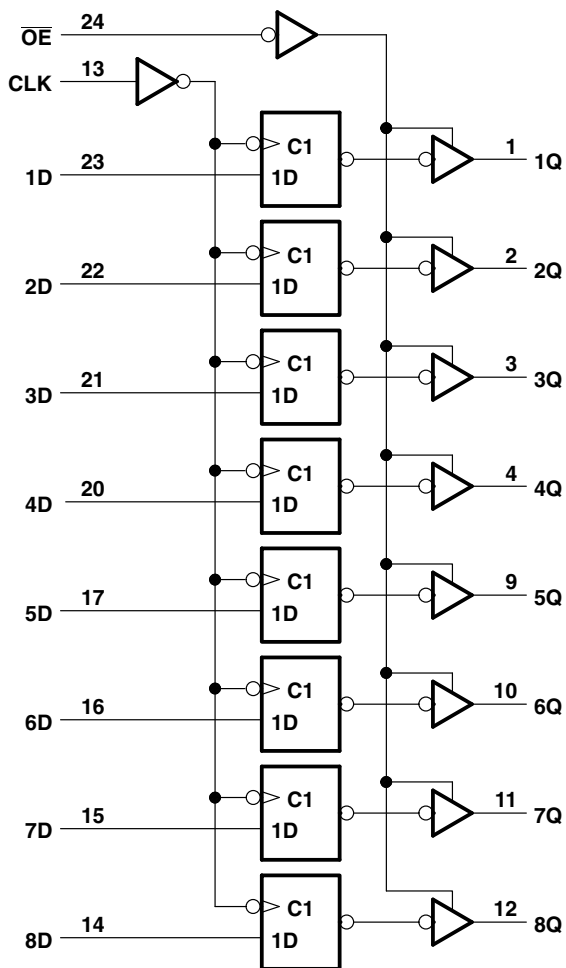 OE 24
CLK 13
C1
1D 23 1D 1 1Q
C1
2D 22 1D 2 2Q
C1
3D 21 1D 3 3Q
C1
4D 20 1D 4 4Q
C1
5D 17 1D 9 5Q
C1
6D 16 1D 10 6Q
C1
7D 15 1D 11 7Q
C1
8D 14 1D 12 8Q